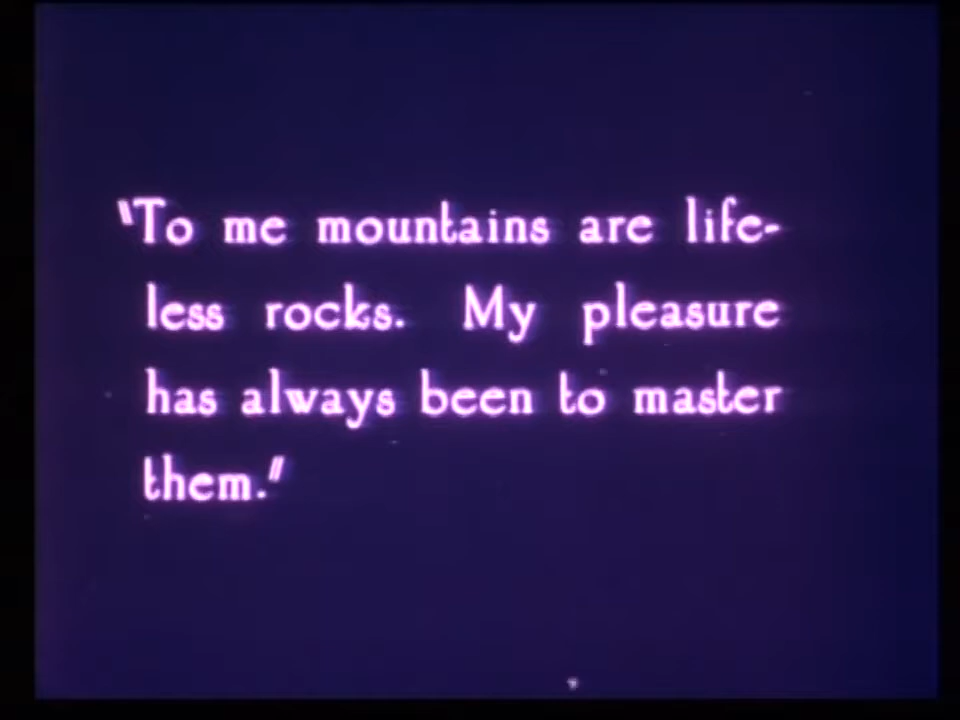 "To me mountains are life-
less rocks. My pleasure
has always been to master
them."